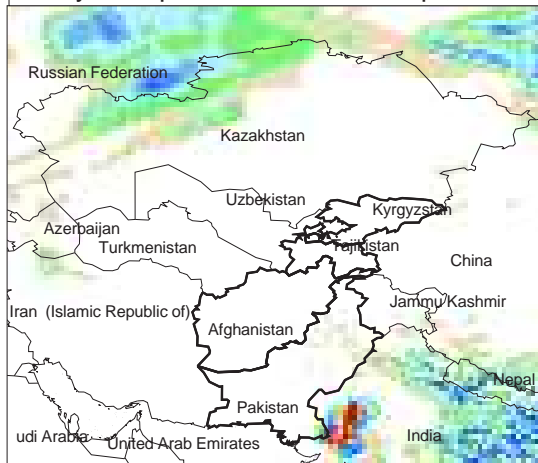 Russian Federation
Kazakhstan
Uzbekistan
Kyrgyzstan
Azerbaijan
Turkmenistan
Tajikistan
China
Iran (Islamic Republic of)
Jammu Kashmir
Afghanistan
Nepal
Pakistan
udi Arabia
United Arab Emirates
India